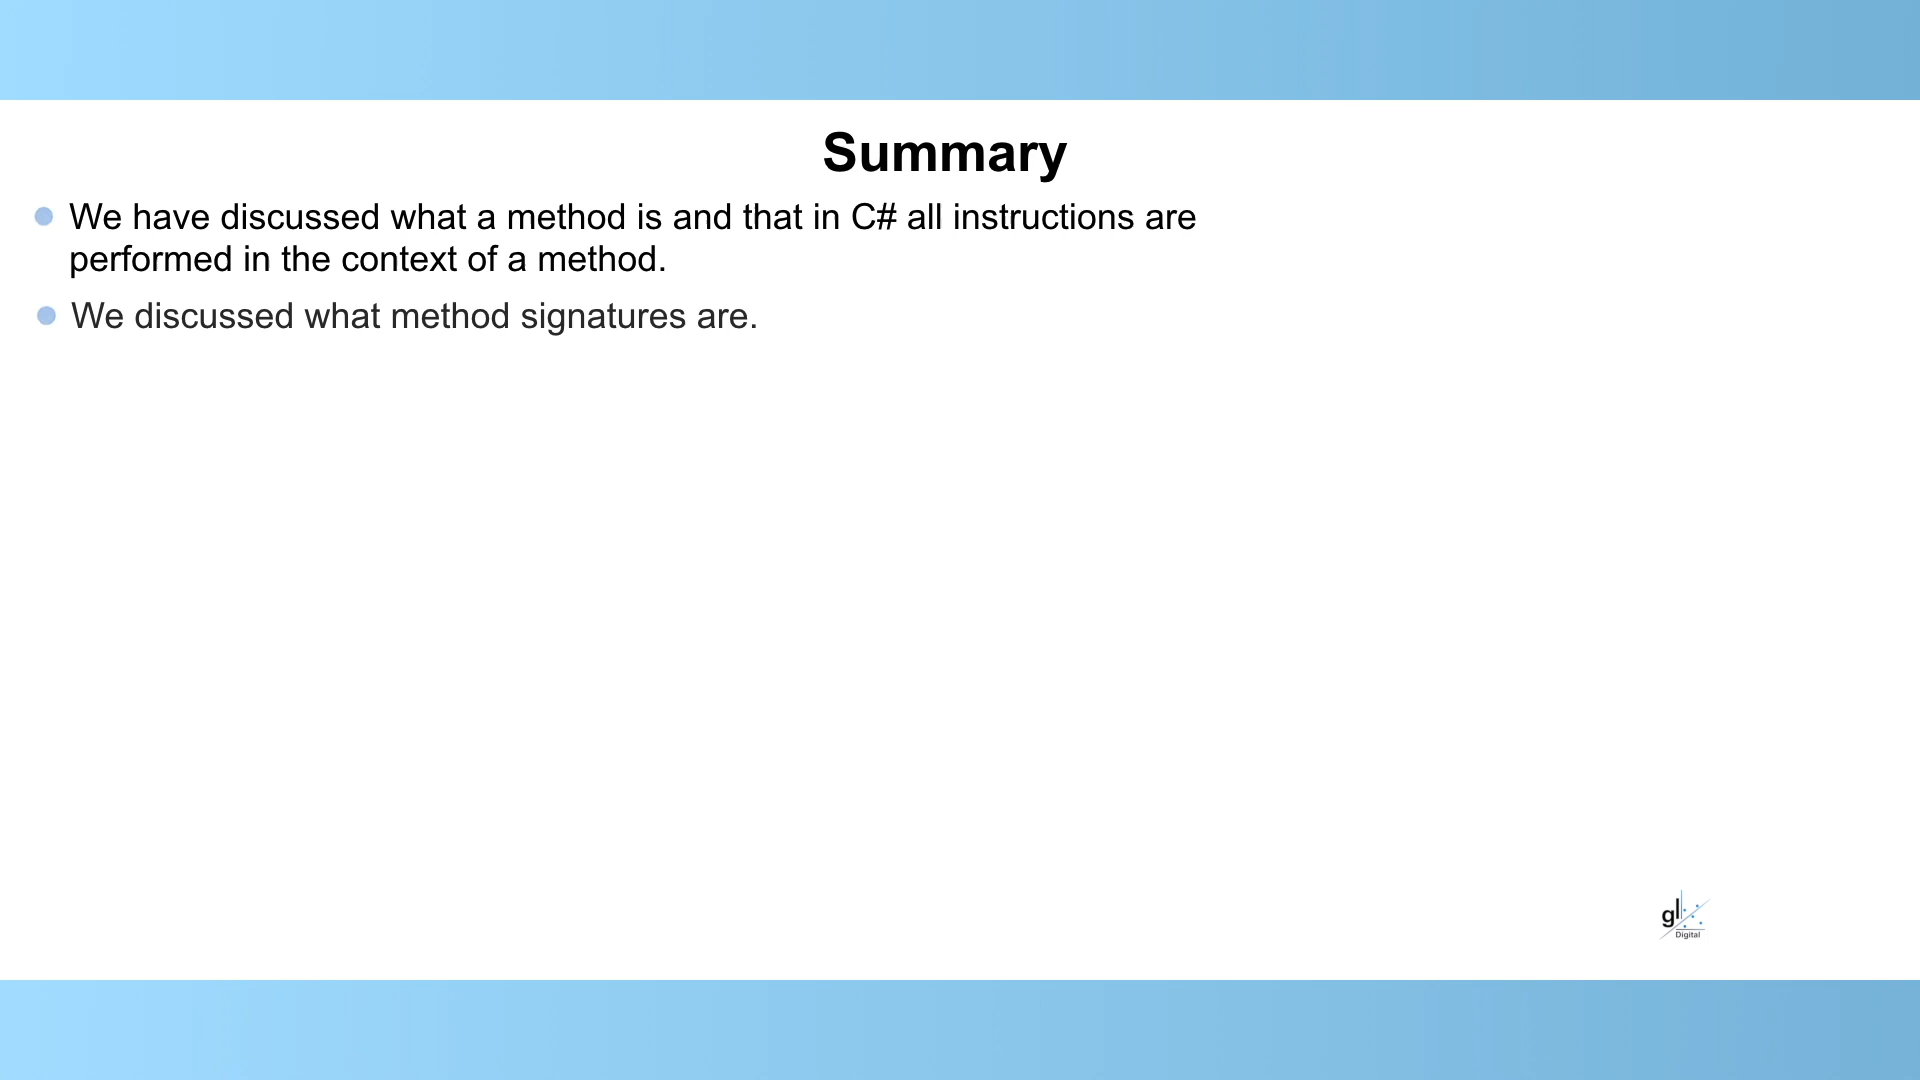 Summary
We have discussed what a method is and that in C# all instructions are
performed in the context of a method.
We discussed what method signatures are.
gl
Digital